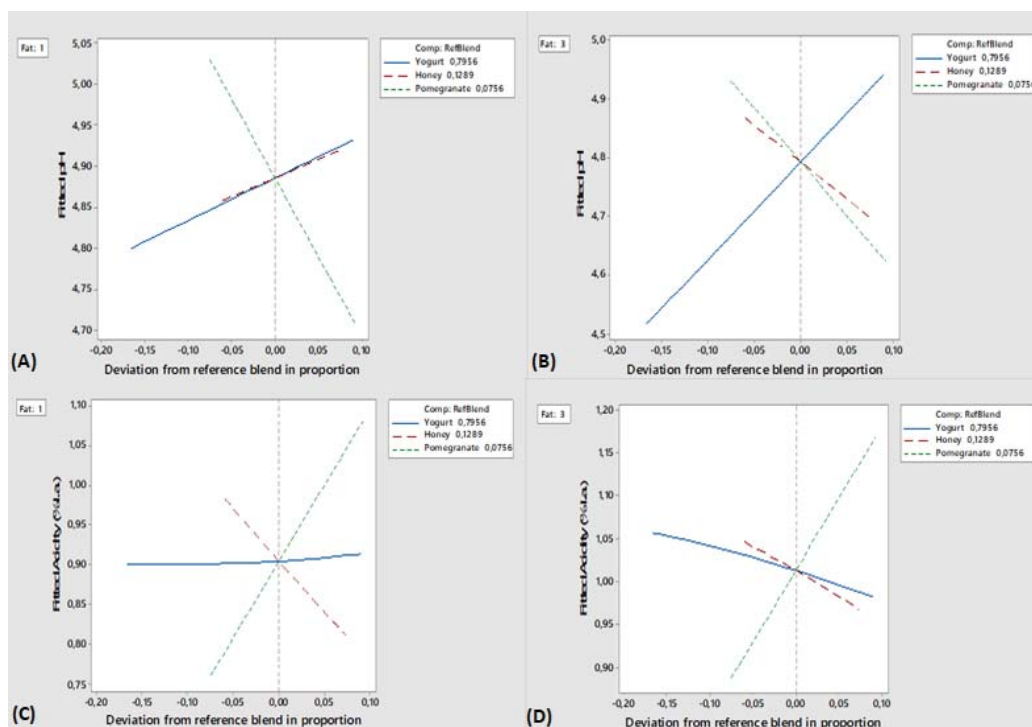 Fat: 1
Comp: RefBlend
Yogurt 0,7956
Honey 0,1289
Pomegranate 0,0756
Fitted pH
5,05
5,00
4,95
4,90
4,85
4,80
4,75
4,70
-0,20 -0,15 -0,10 -0,05 0,00 0,05 0,10
Deviation from reference blend in proportion
(A)
Fat: 3
Comp: RefBlend
Yogurt 0,7956
Honey 0,1289
Pomegranate 0,0756
Fitted pH
5,0
4,9
4,8
4,7
4,6
4,5
-0,20 -0,15 -0,10 -0,05 0,00 0,05 0,10
Deviation from reference blend in proportion
(B)
Fat: 1
Comp: RefBlend
Yogurt 0,7956
Honey 0,1289
Pomegranate 0,0756
Fitted Acidity (%l.a.)
1,10
1,05
1,00
0,95
0,90
0,85
0,80
0,75
-0,20 -0,15 -0,10 -0,05 0,00 0,05 0,10
Deviation from reference blend in proportion
(C)
Fat: 3
Comp: RefBlend
Yogurt 0,7956
Honey 0,1289
Pomegranate 0,0756
Fitted Acidity (%l.a.)
1,20
1,15
1,10
1,05
1,00
0,95
0,90
-0,20 -0,15 -0,10 -0,05 0,00 0,05 0,10
Deviation from reference blend in proportion
(D)